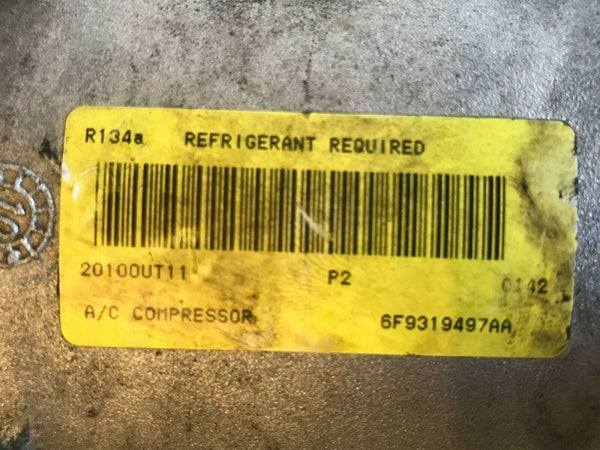 R134a REFRIGERANT REQUIRED
20100UT11 P2 0142
A/C COMPRESSOR 6F9319497AA